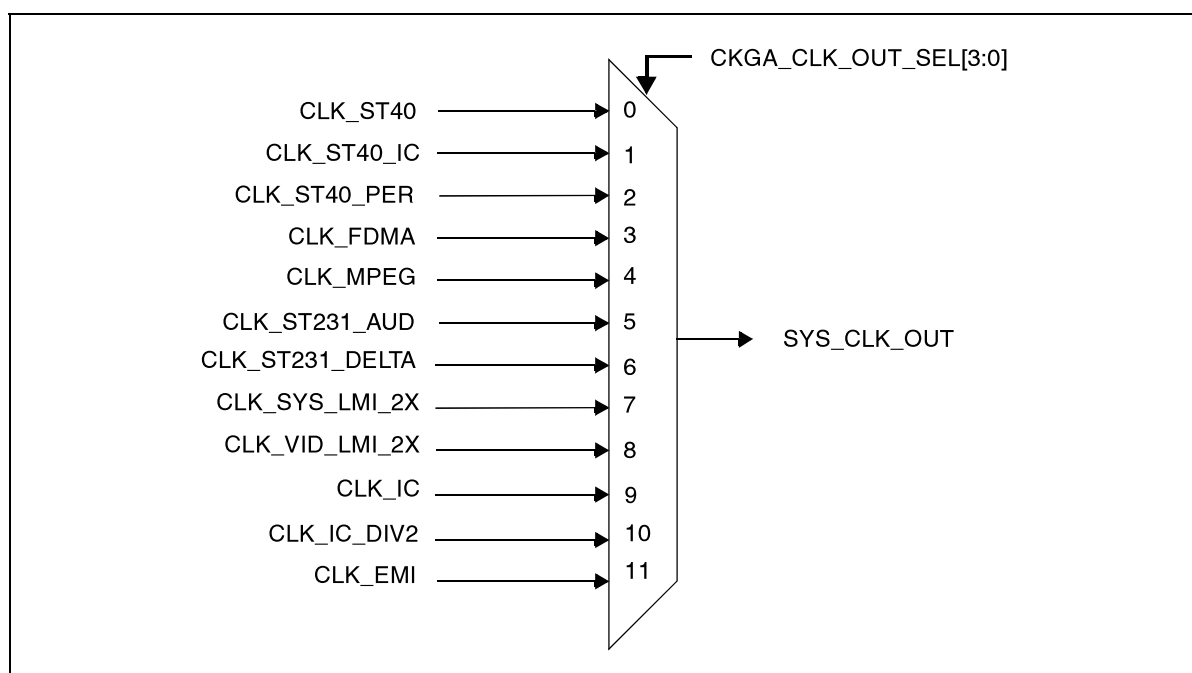 CKGA_CLK_OUT_SEL[3:0]
CLK_ST40 0
CLK_ST40_IC 1
CLK_ST40_PER 2
CLK_FDMA 3
CLK_MPEG 4
CLK_ST231_AUD 5
SYS_CLK_OUT
CLK_ST231_DELTA 6
CLK_SYS_LMI_2X 7
CLK_VID_LMI_2X 8
CLK_IC 9
CLK_IC_DIV2 10
CLK_EMI 11